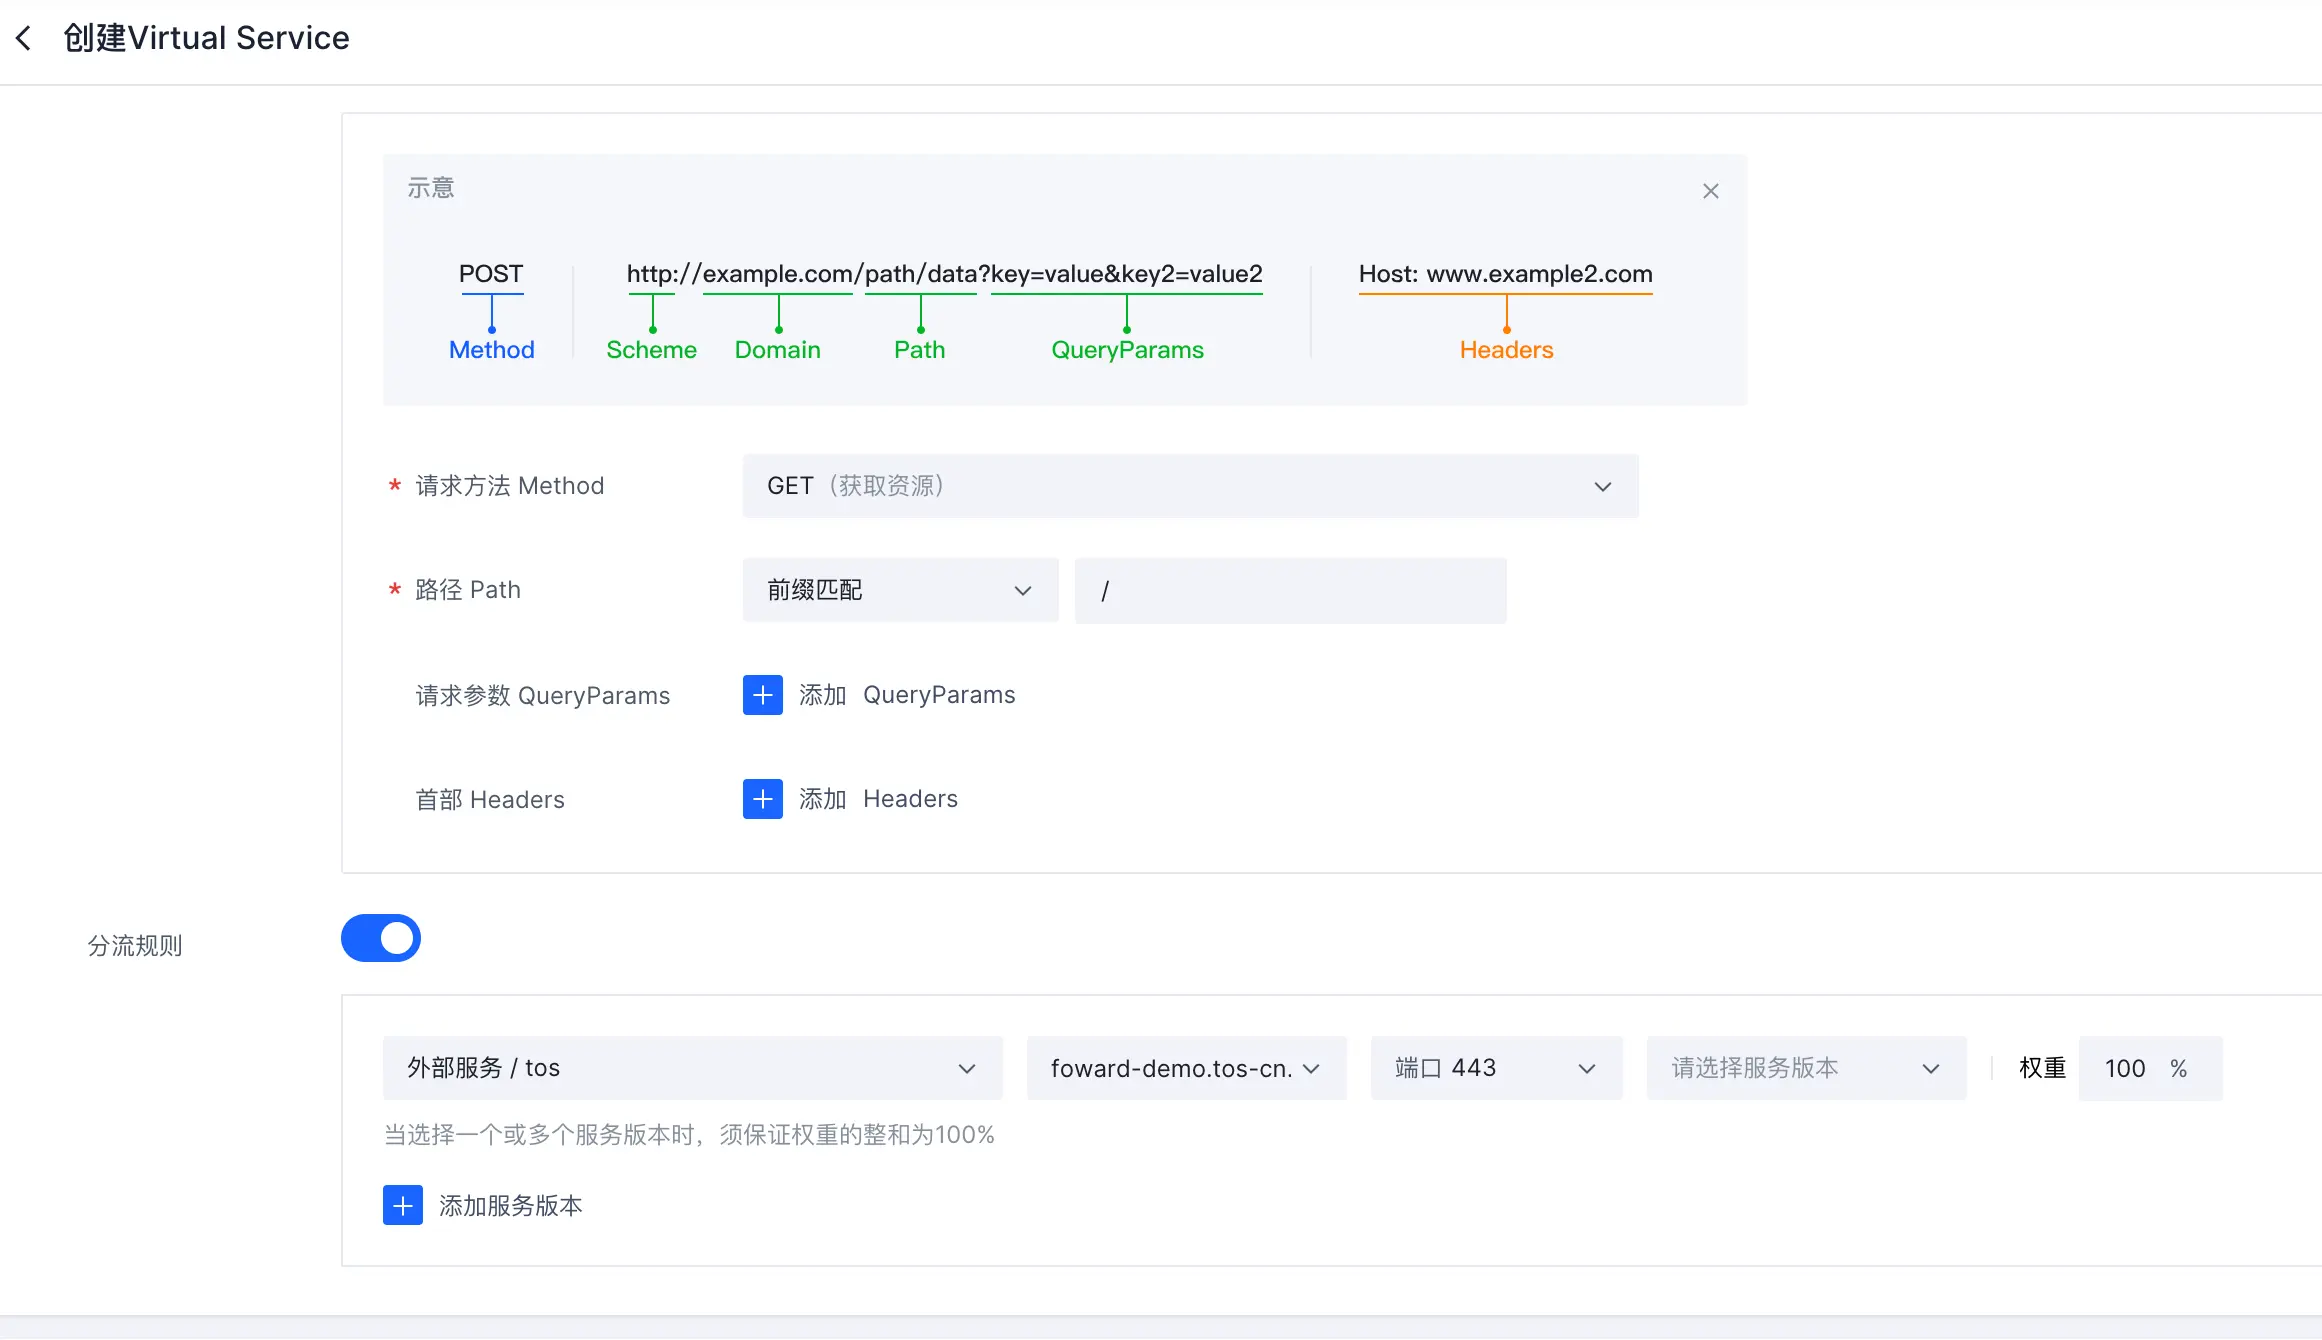 创建Virtual Service
示意
POST http://example.com/path/data?key=value&key2=value2 Host: www.example2.com
Method Scheme Domain Path QueryParams Headers
* 请求方法 Method GET（获取资源）
* 路径 Path 前缀匹配 /
请求参数 QueryParams 添加 QueryParams
首部 Headers 添加 Headers
分流规则
外部服务 / tos foward-demo.tos-cn. 端口 443 请选择服务版本 权重 100 %
当选择一个或多个服务版本时，须保证权重的整和为100%
添加服务版本